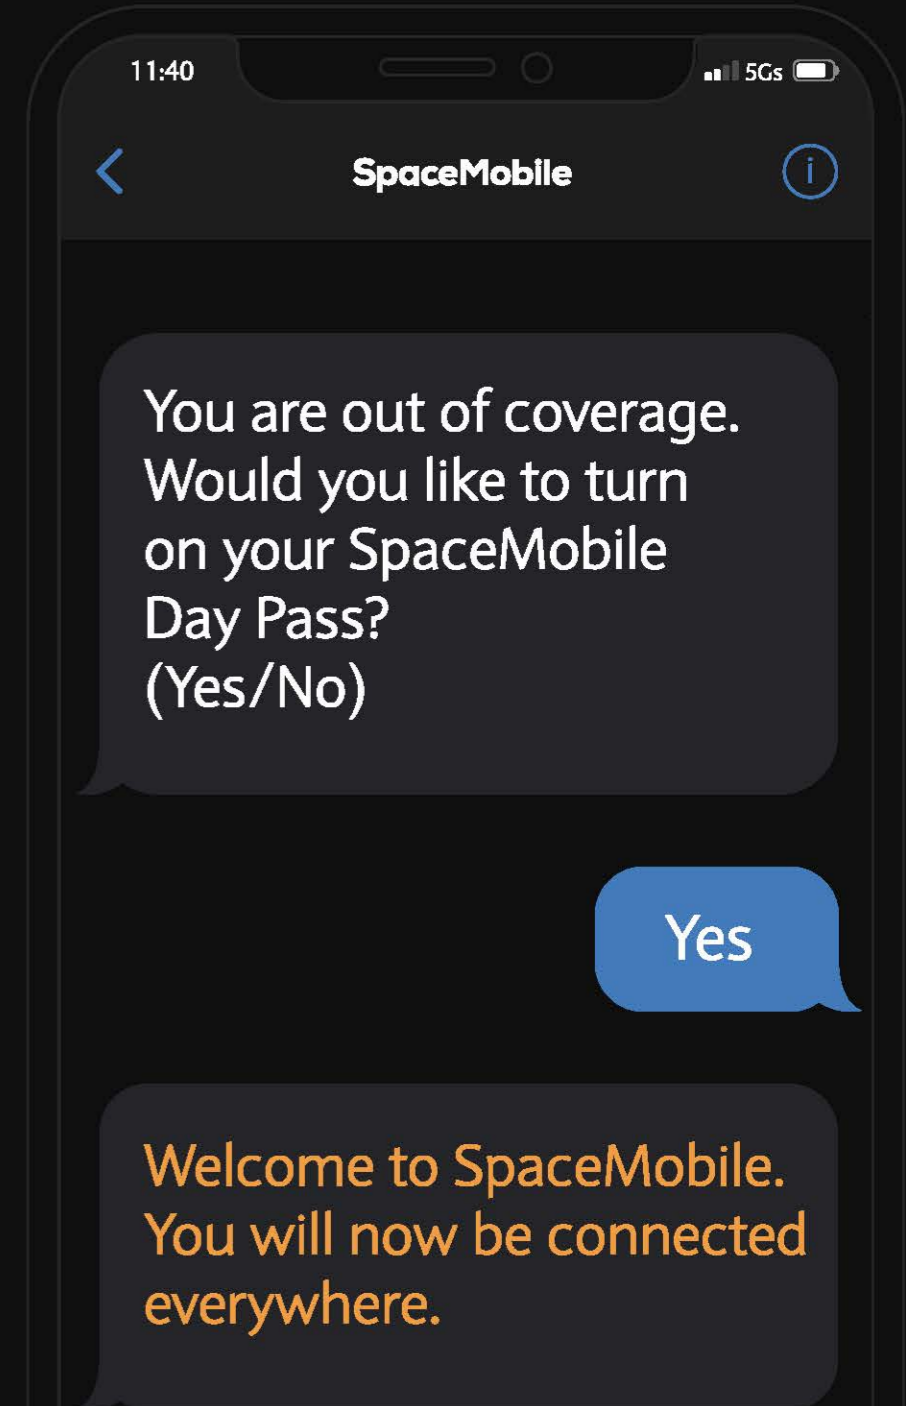 11:40
5Gs
SpaceMobile
i
You are out of coverage.
Would you like to turn
on your SpaceMobile
Day Pass?
(Yes/No)
Yes
Welcome to SpaceMobile.
You will now be connected
everywhere.